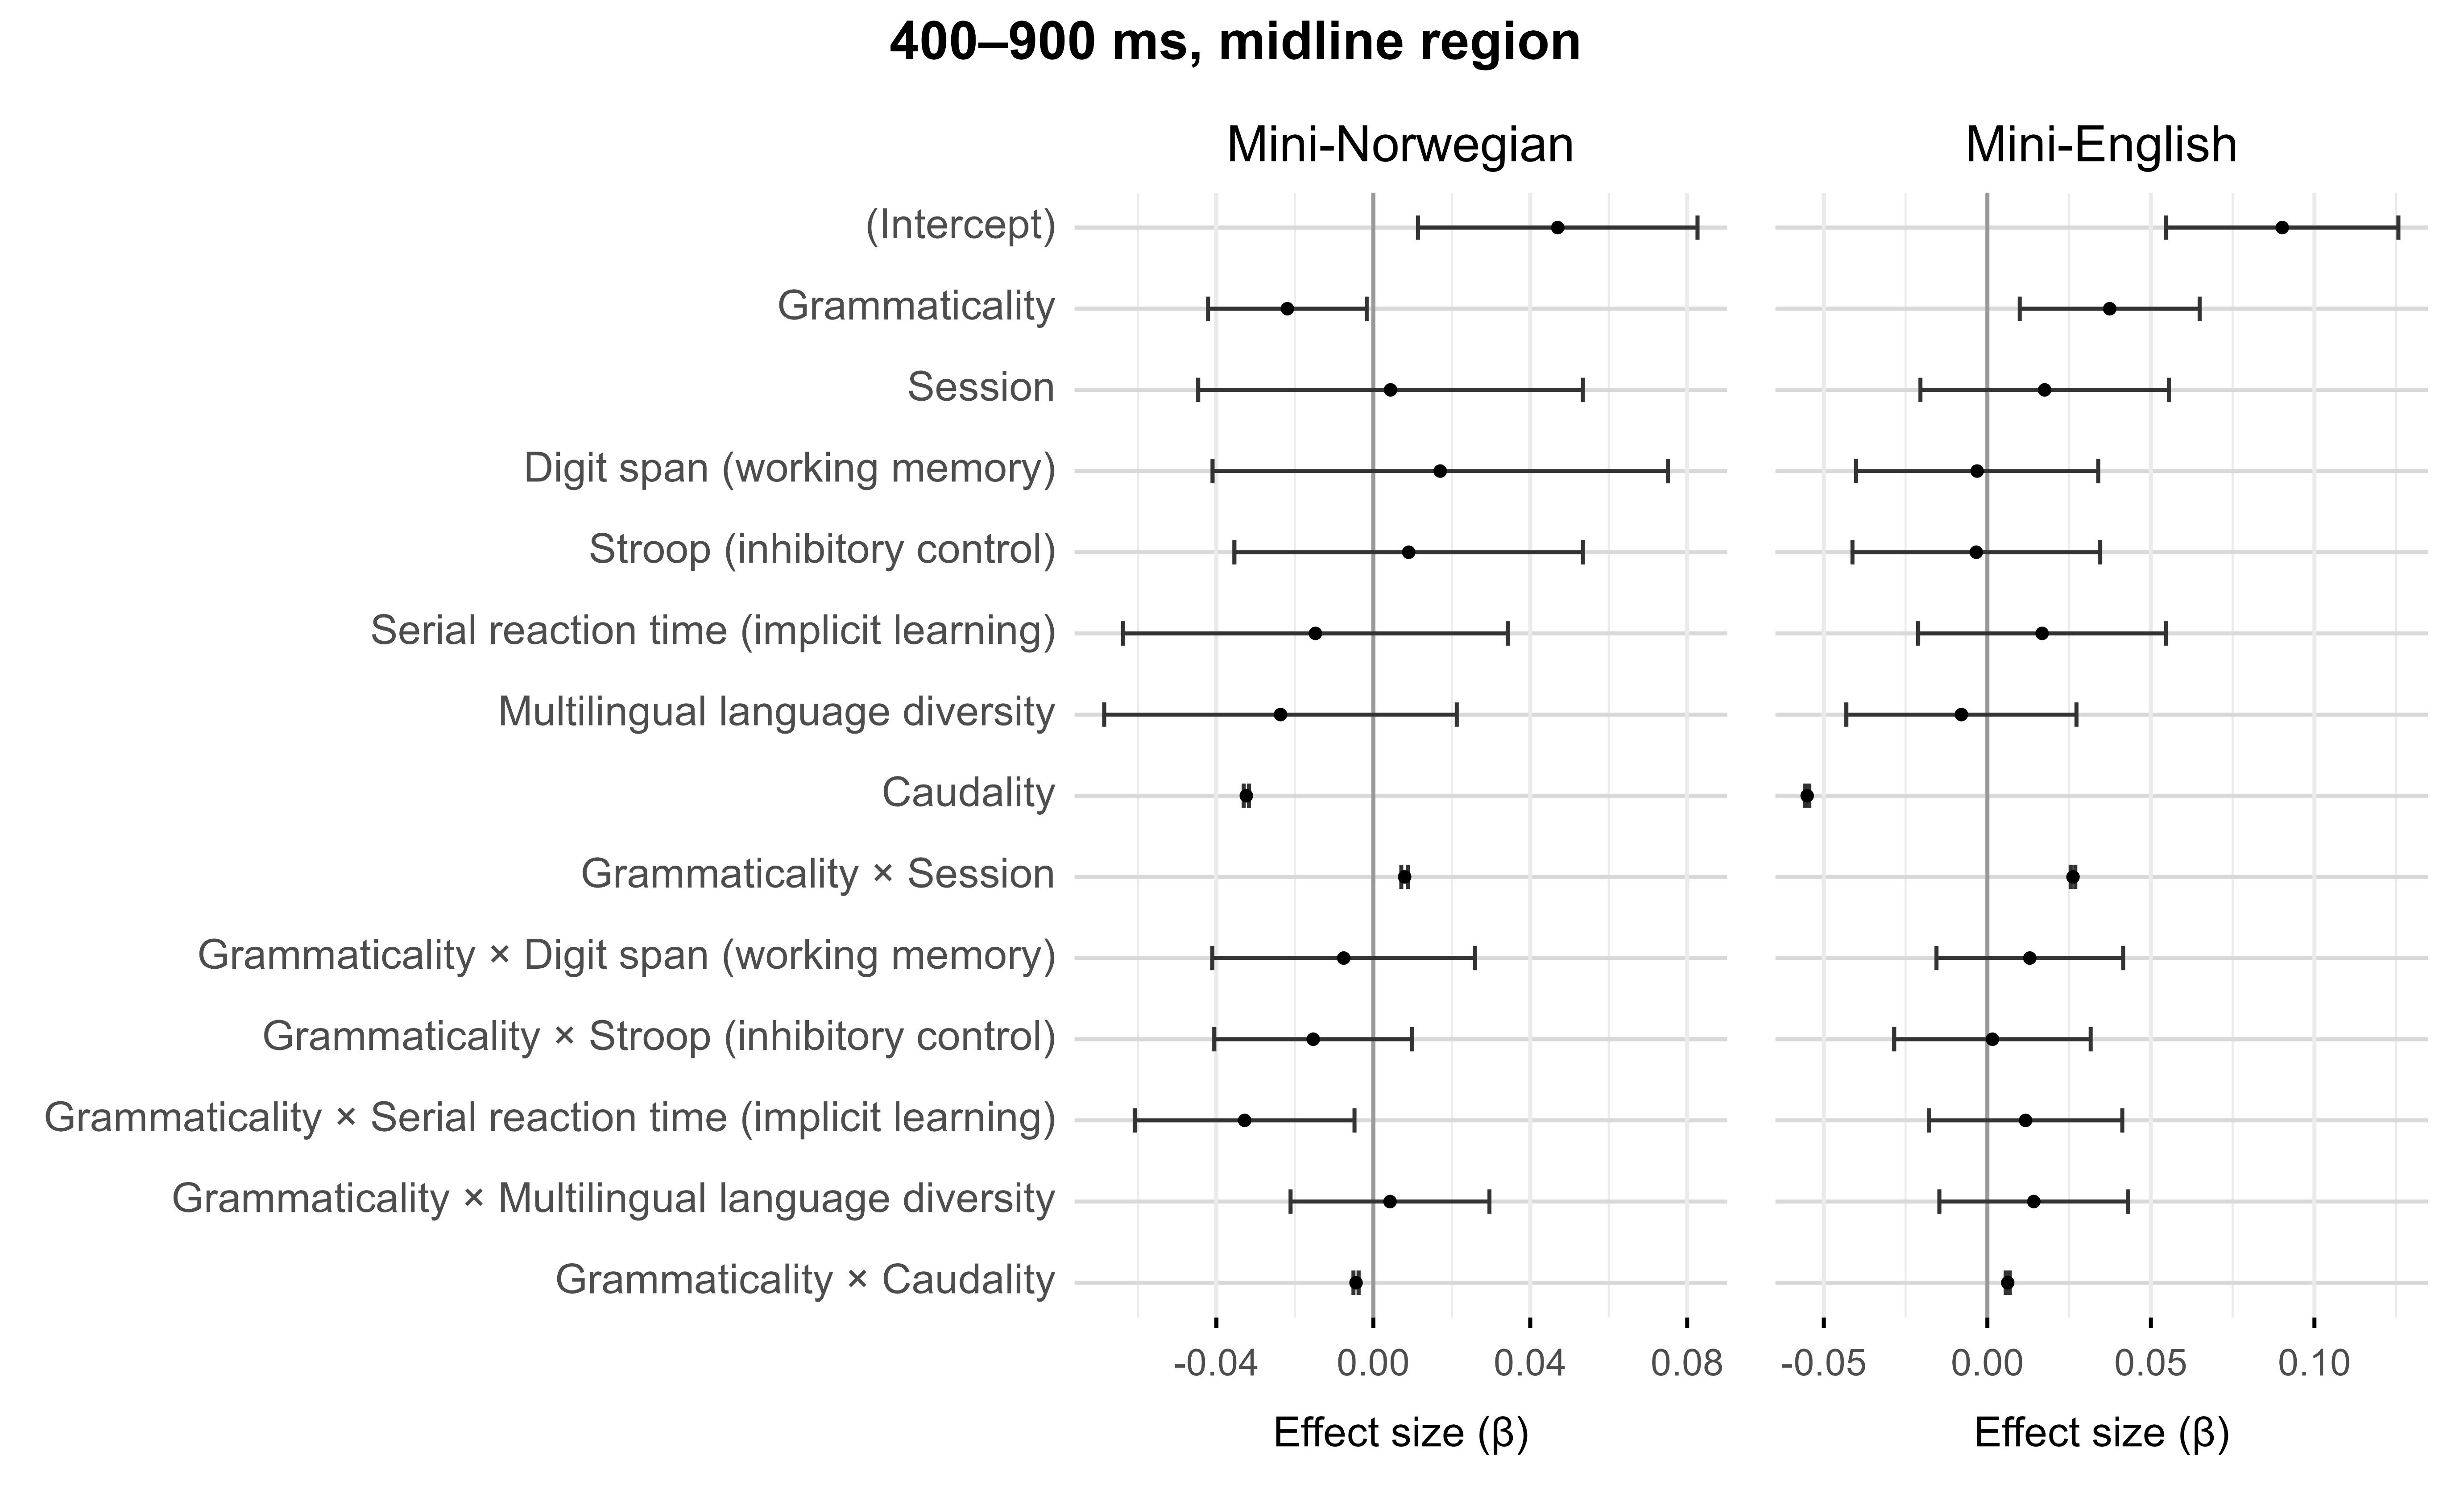 400–900 ms, midline region
Mini-Norwegian
Mini-English
(Intercept)
Grammaticality
Session
Digit span (working memory)
Stroop (inhibitory control)
Serial reaction time (implicit learning)
Multilingual language diversity
Caudality
Grammaticality × Session
Grammaticality × Digit span (working memory)
Grammaticality × Stroop (inhibitory control)
Grammaticality × Serial reaction time (implicit learning)
Grammaticality × Multilingual language diversity
Grammaticality × Caudality
-0.04 0.00 0.04 0.08
-0.05 0.00 0.05 0.10
Effect size (β)
Effect size (β)